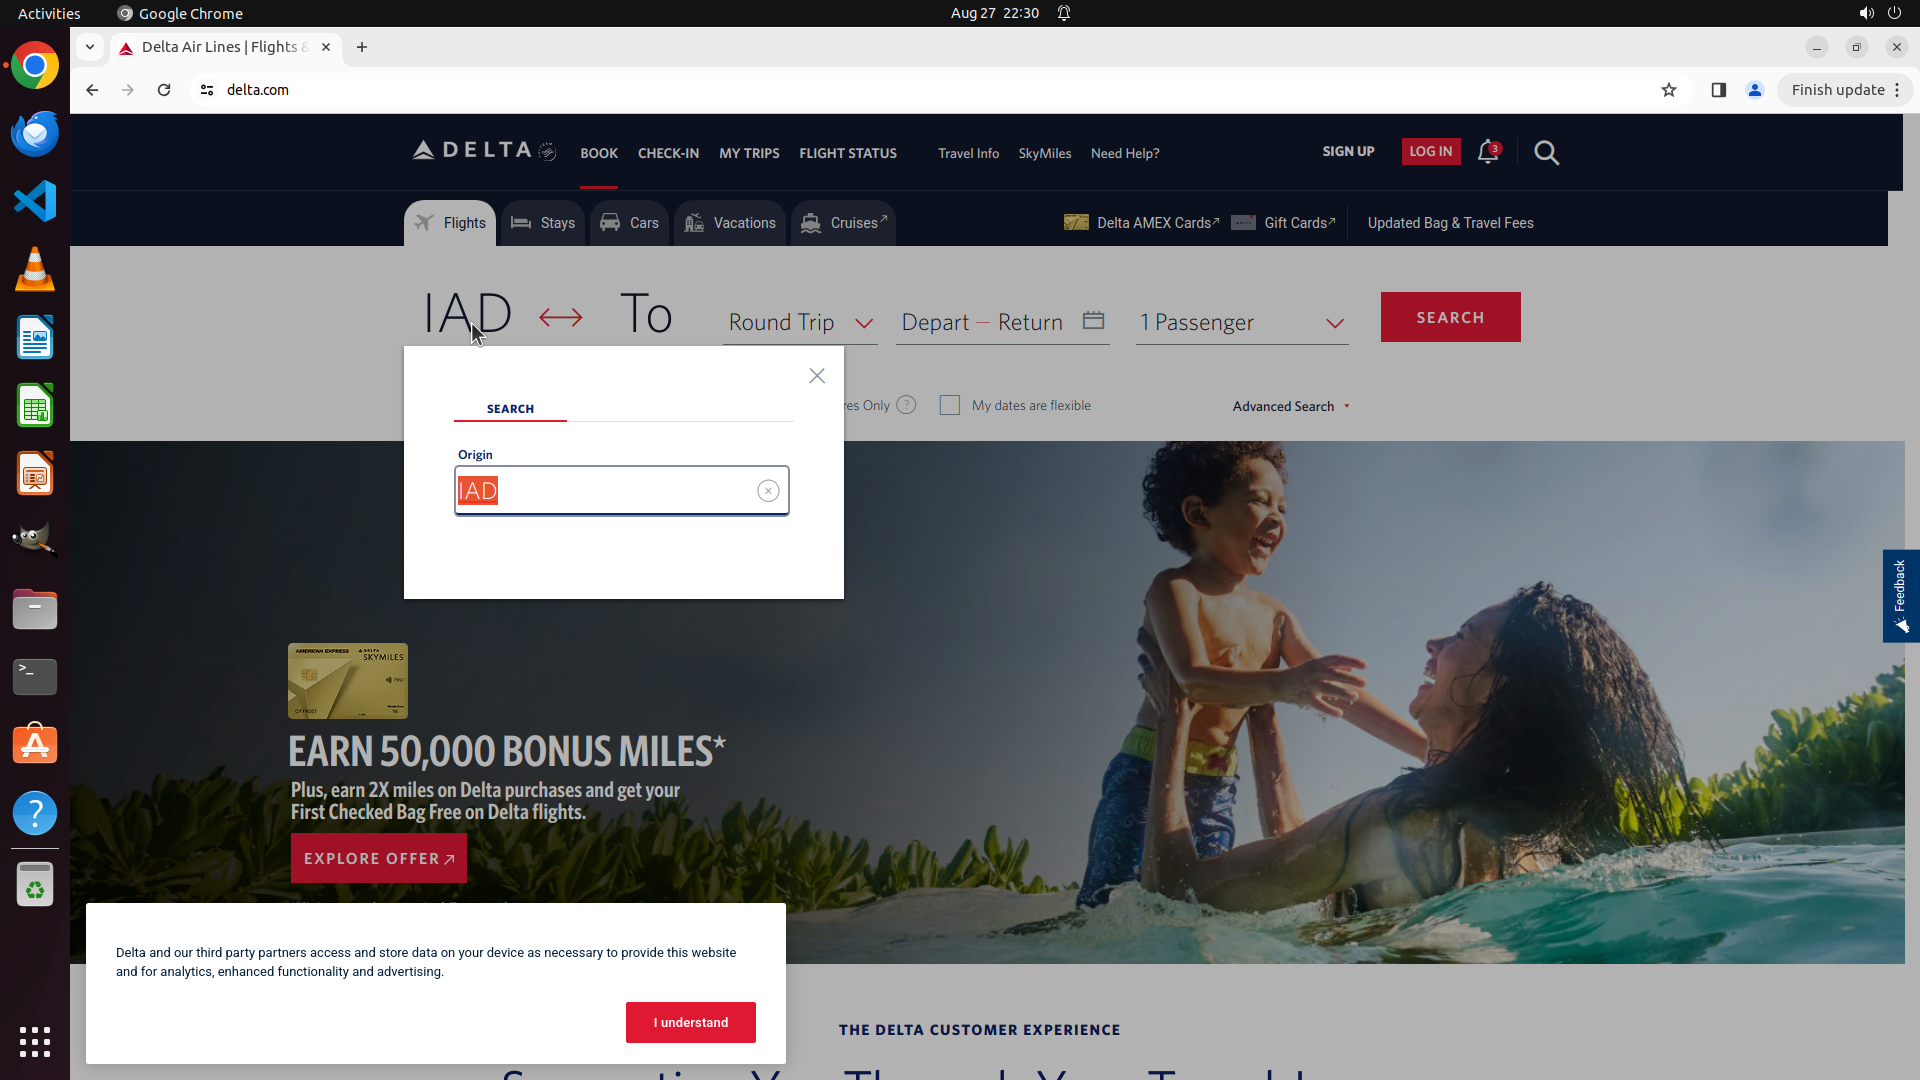 Activities
Google Chrome
Aug 27 22:30
Delta Air Lines | Flights &
delta.com
Finish update
DELTA
BOOK
CHECK-IN
MY TRIPS
FLIGHT STATUS
Travel Info
SkyMiles
Need Help?
SIGN UP
LOG IN
3
Flights
Stays
Cars
Vacations
Cruises
Delta AMEX Cards
Gift Cards
Updated Bag & Travel Fees
IAD
To
Round Trip
Depart — Return
1 Passenger
SEARCH
SEARCH
res Only
?
My dates are flexible
Advanced Search
Origin
IAD
Feedback
AMERICAN EXPRESS
DELTA
SKYMILES
EARN 50,000 BONUS MILES*
Plus, earn 2X miles on Delta purchases and get your
First Checked Bag Free on Delta flights.
EXPLORE OFFER
Delta and our third party partners access and store data on your device as necessary to provide this website
and for analytics, enhanced functionality and advertising.
I understand
THE DELTA CUSTOMER EXPERIENCE